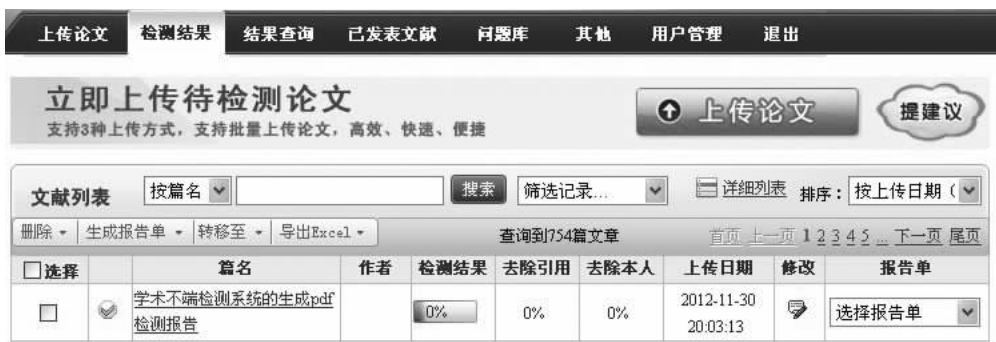 上传论文 检测结果 结果查询 已发表文献 问题库 其他 用户管理 退出
立即上传待检测论文
支持3种上传方式，支持批量上传论文，高效、快速、便捷
上传论文
提建议
文献列表 按篇名 搜索 筛选记录... 详细列表 排序： 按上传日期（
删除 生成报告单 转移至 导出Excel 查询到754篇文章 首页 上一页 1 2 3 4 5 ... 下一页 尾页
选择 篇名 作者 检测结果 去除引用 去除本人 上传日期 修改 报告单
学术不端检测系统的生成pdf
检测报告
0% 0% 0%
2012-11-30
20:03:13
选择报告单